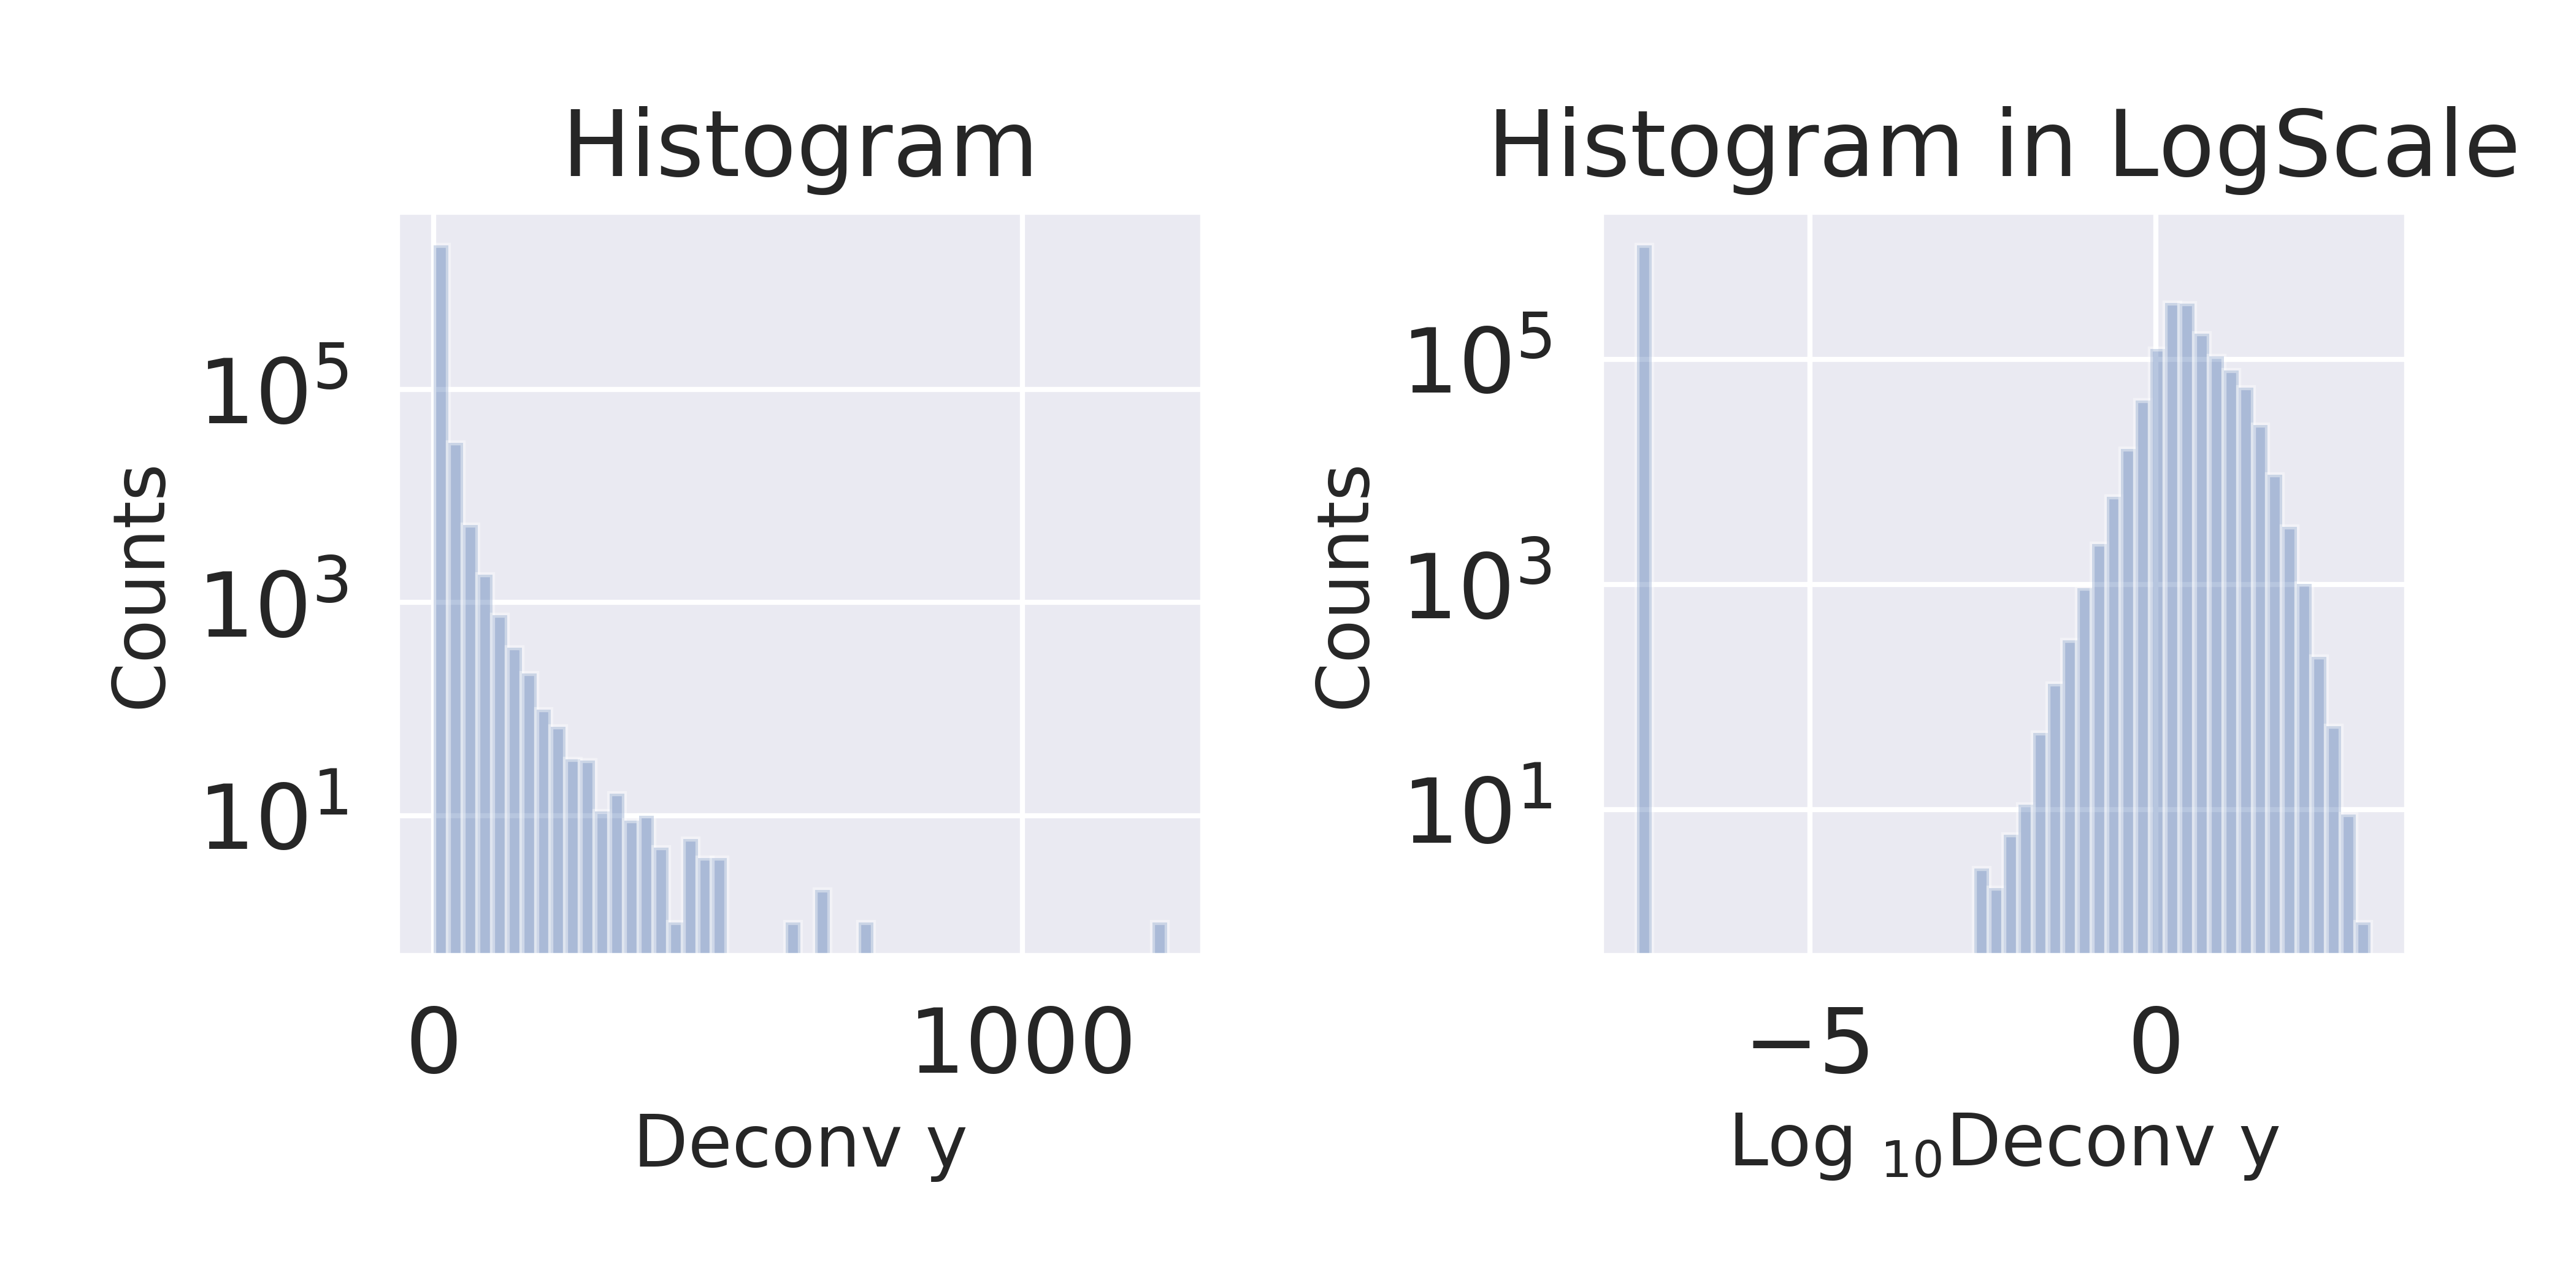 Histogram
10^5
10^3
10^1
Counts
0 1000
Deconv y
Histogram in LogScale
10^5
10^3
10^1
Counts
−5 0
Log ₁₀Deconv y